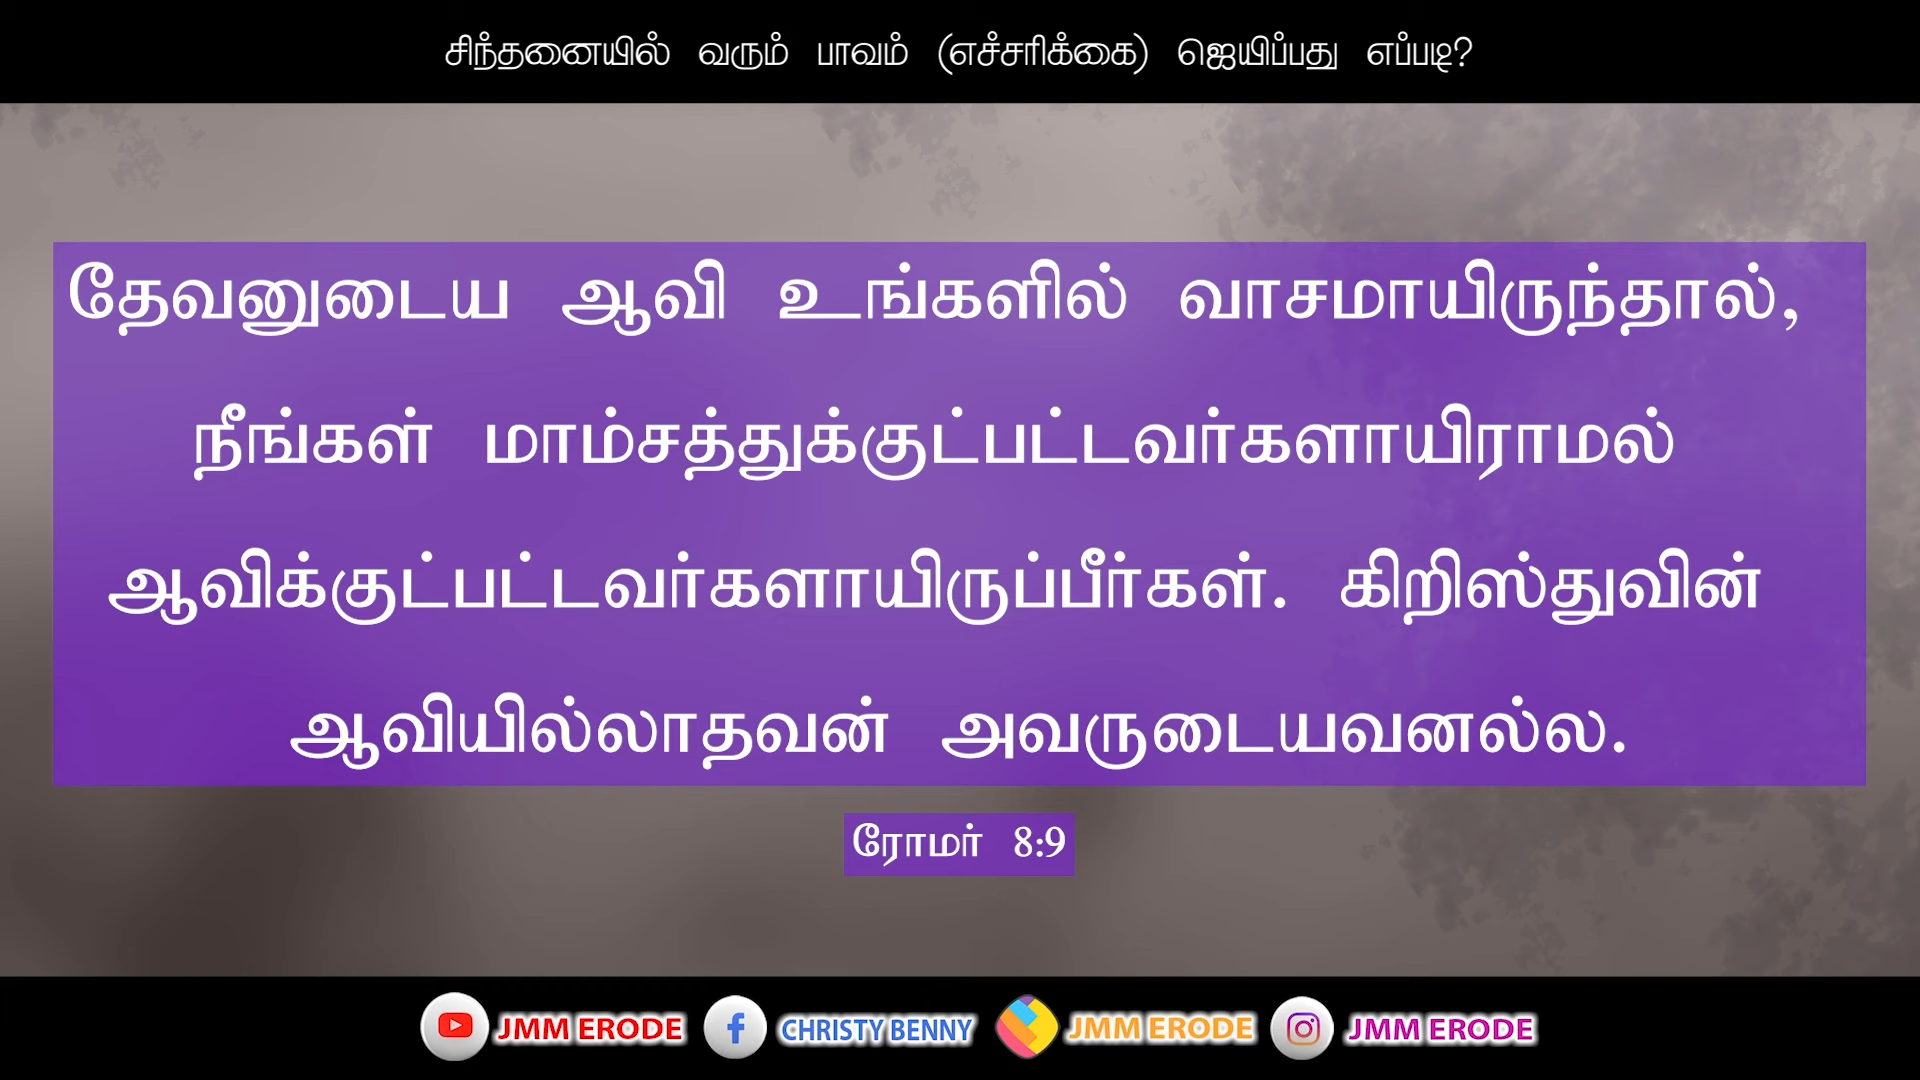 சிந்தனையில் வரும் பாவம் (எச்சரிக்கை) ஜெயிப்பது எப்படி?
தேவனுடைய ஆவி உங்களில் வாசமாயிருந்தால்,
நீங்கள் மாம்சத்துக்குட்பட்டவர்களாயிராமல்
ஆவிக்குட்பட்டவர்களாயிருப்பீர்கள். கிறிஸ்துவின்
ஆவியில்லாதவன் அவருடையவனல்ல.
ரோமர் 8:9
JMM ERODE CHRISTY BENNY JMM ERODE JMM ERODE